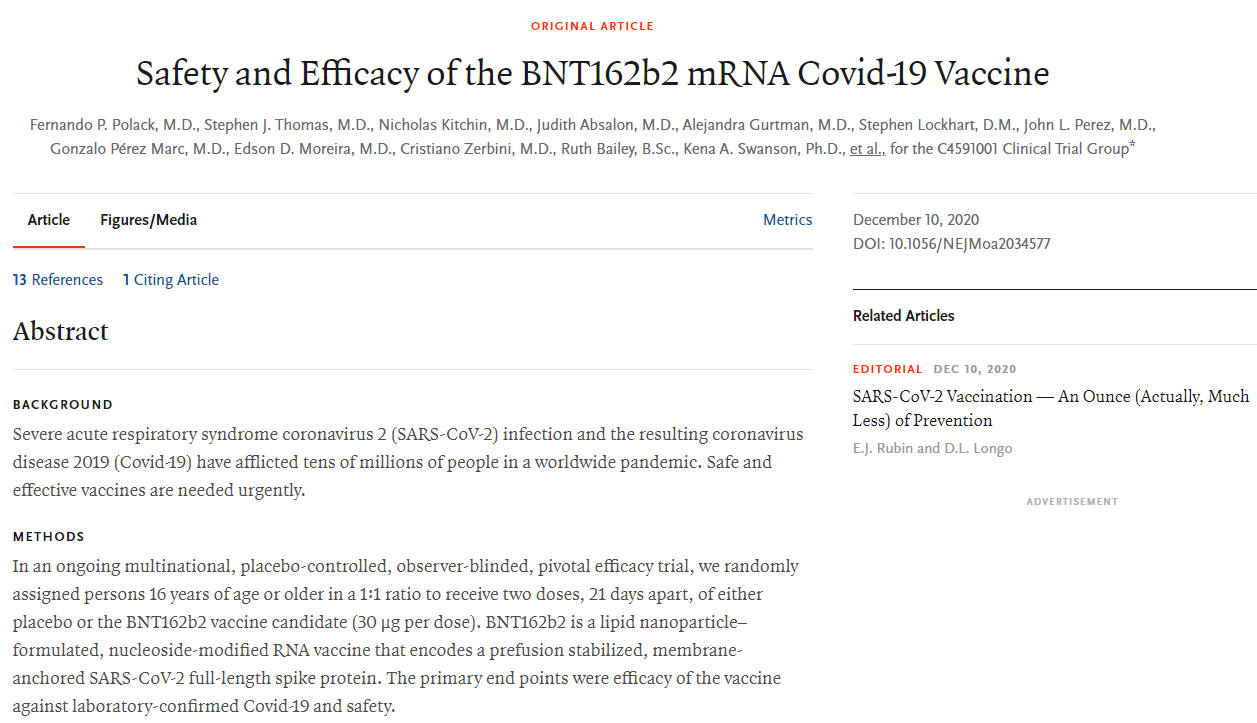 ORIGINAL ARTICLE
Safety and Efficacy of the BNT162b2 mRNA Covid-19 Vaccine
Fernando P. Polack, M.D., Stephen J. Thomas, M.D., Nicholas Kitchin, M.D., Judith Absalon, M.D., Alejandra Gurtman, M.D., Stephen Lockhart, D.M., John L. Perez, M.D.,
Gonzalo Pérez Marc, M.D., Edson D. Moreira, M.D., Cristiano Zerbini, M.D., Ruth Bailey, B.Sc., Kena A. Swanson, Ph.D., et al., for the C4591001 Clinical Trial Group*
Article Figures/Media Metrics
13 References 1 Citing Article
Abstract
BACKGROUND
Severe acute respiratory syndrome coronavirus 2 (SARS-CoV-2) infection and the resulting coronavirus
disease 2019 (Covid-19) have afflicted tens of millions of people in a worldwide pandemic. Safe and
effective vaccines are needed urgently.
METHODS
In an ongoing multinational, placebo-controlled, observer-blinded, pivotal efficacy trial, we randomly
assigned persons 16 years of age or older in a 1:1 ratio to receive two doses, 21 days apart, of either
placebo or the BNT162b2 vaccine candidate (30 μg per dose). BNT162b2 is a lipid nanoparticle–
formulated, nucleoside-modified RNA vaccine that encodes a prefusion stabilized, membrane-
anchored SARS-CoV-2 full-length spike protein. The primary end points were efficacy of the vaccine
against laboratory-confirmed Covid-19 and safety.
December 10, 2020
DOI: 10.1056/NEJMoa2034577
Related Articles
EDITORIAL DEC 10, 2020
SARS-CoV-2 Vaccination — An Ounce (Actually, Much
Less) of Prevention
E.J. Rubin and D.L. Longo
ADVERTISEMENT